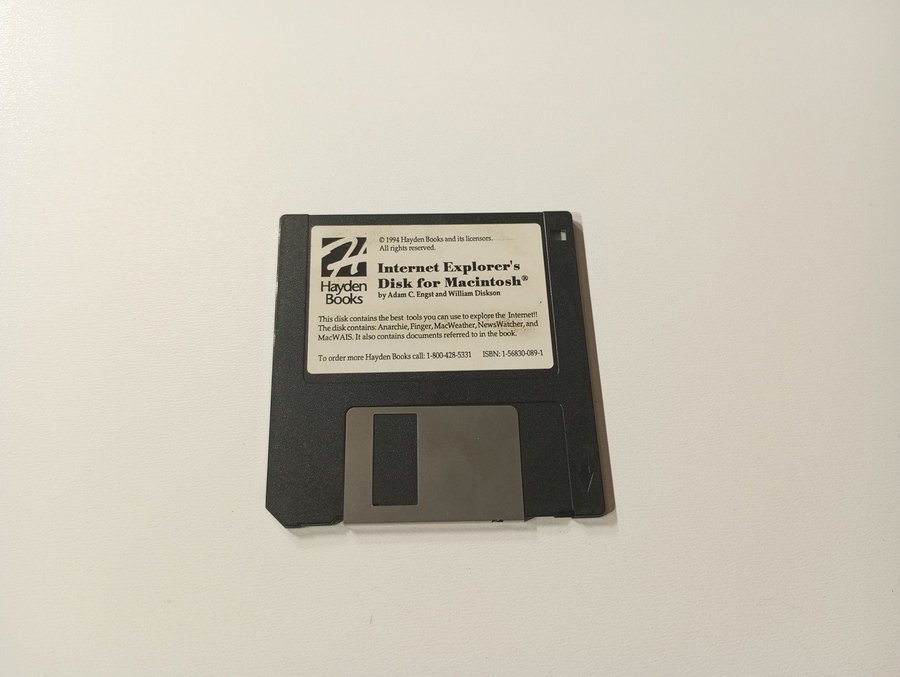 © 1994 Hayden Books and its licensors.
All rights reserved.
Hayden
Books
Internet Explorer's
Disk for Macintosh®
by Adam C. Engst and William Diskson
This disk contains the best tools you can use to explore the Internet!!
The disk contains: Anarchie, Finger, MacWeather, NewsWatcher, and
MacWAIS. It also contains documents referred to in the book.
To order more Hayden Books call: 1-800-428-5331 ISBN: 1-56830-089-1